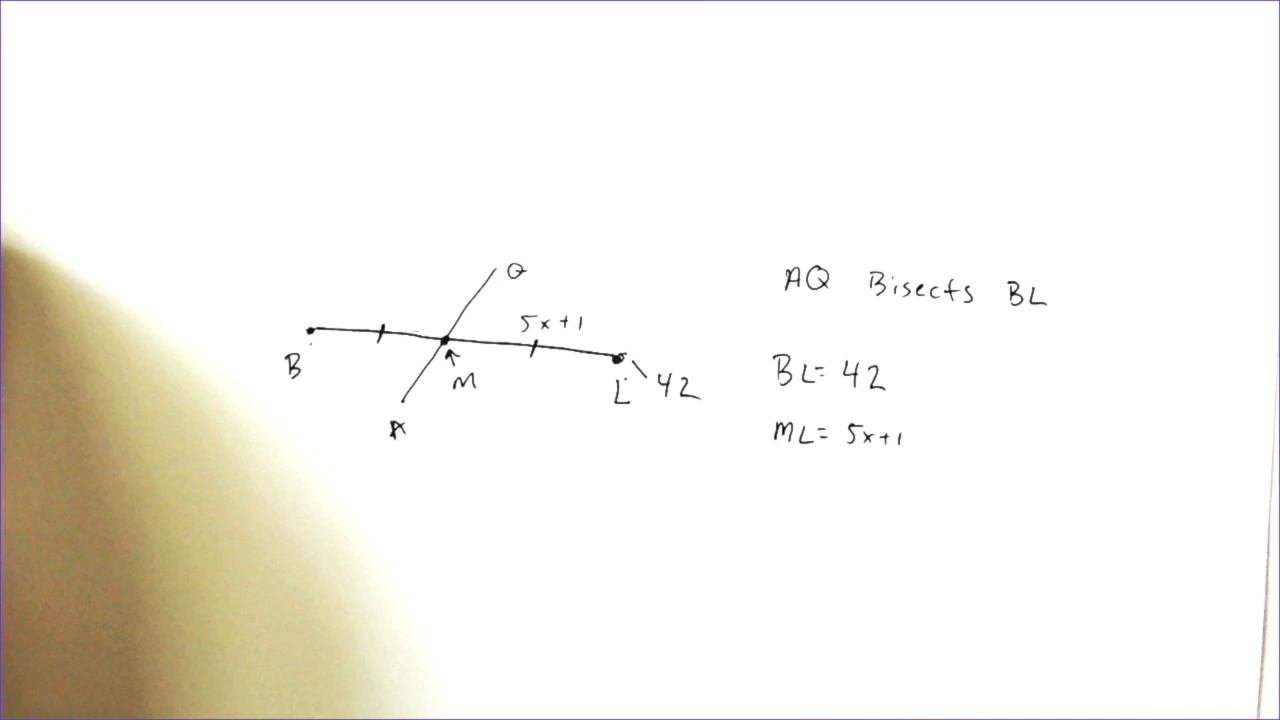 Q
5x+1
B
M
L
42
A
AQ Bisects BL
BL= 42
ML= 5x+1